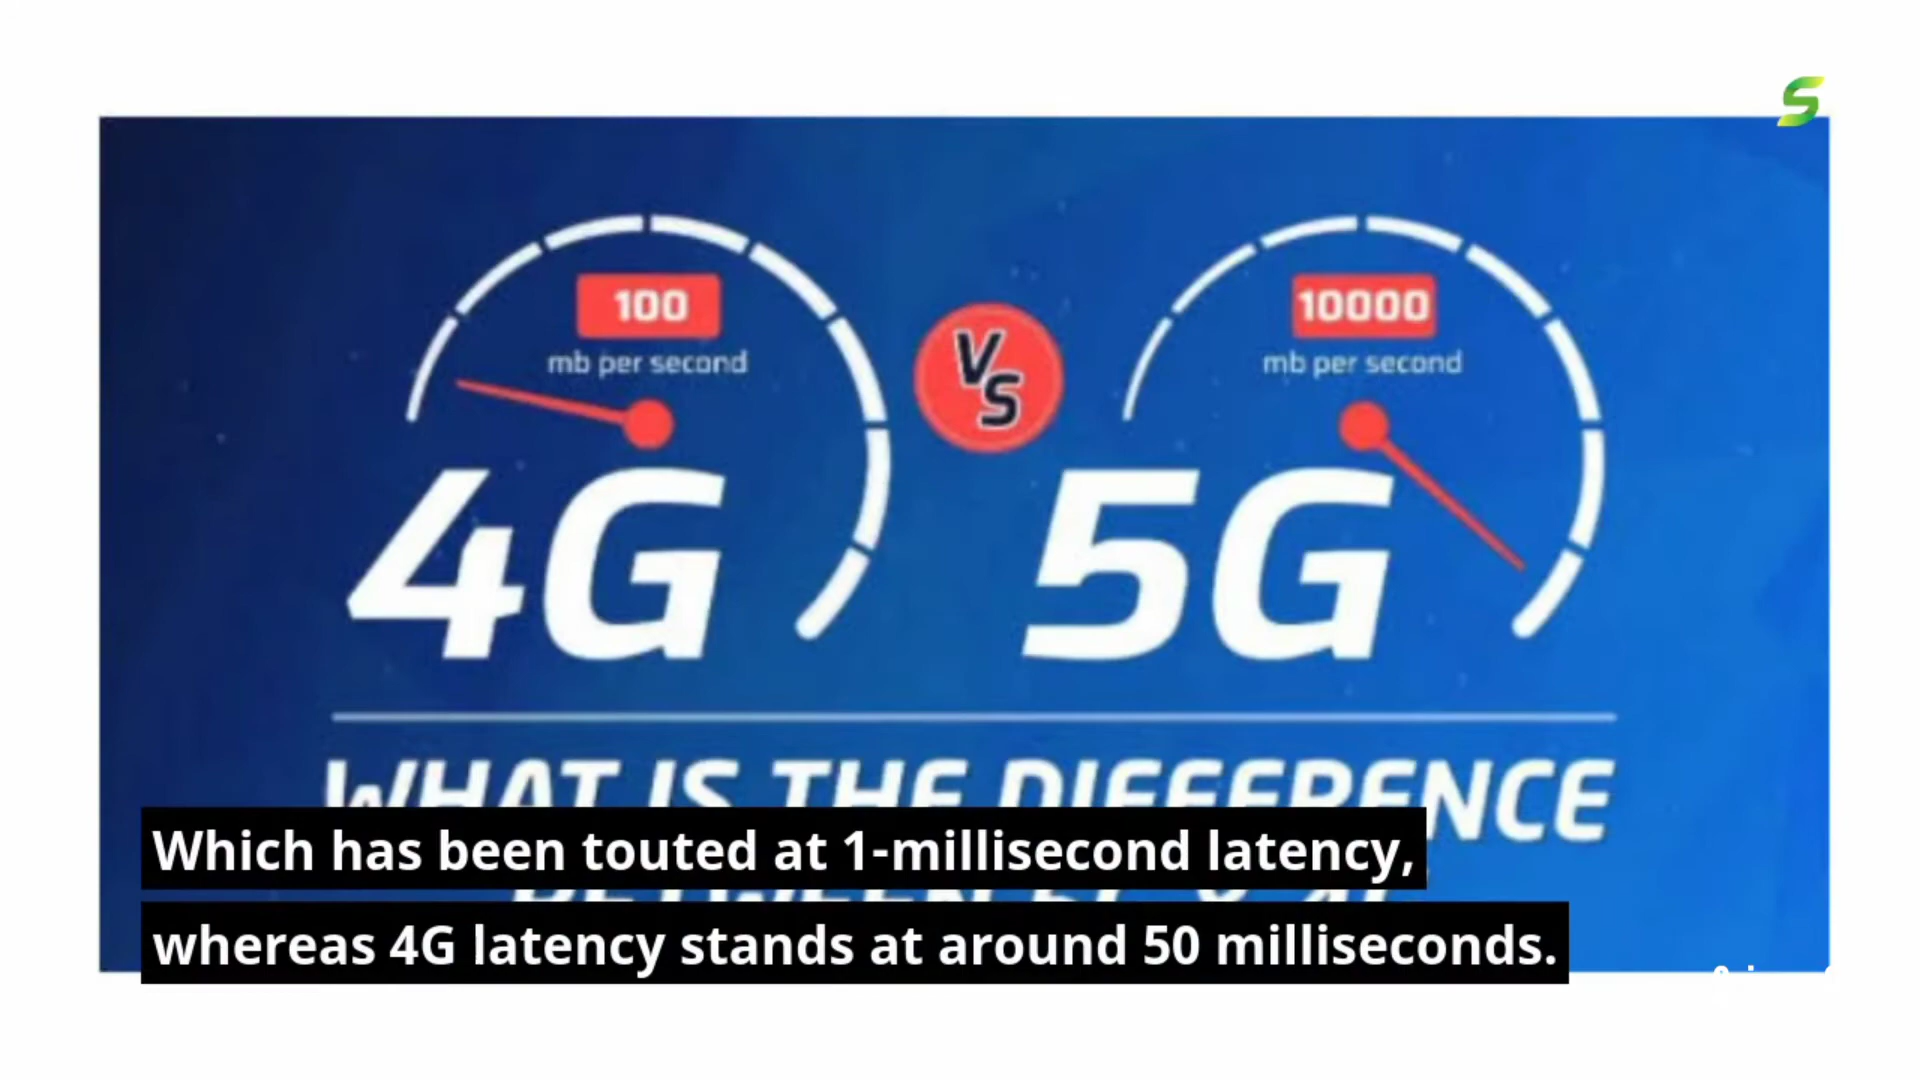 100
mb per second
VS
10000
mb per second
4G
5G
WHAT IS THE DIFFERENCE
Which has been touted at 1-millisecond latency,
whereas 4G latency stands at around 50 milliseconds.